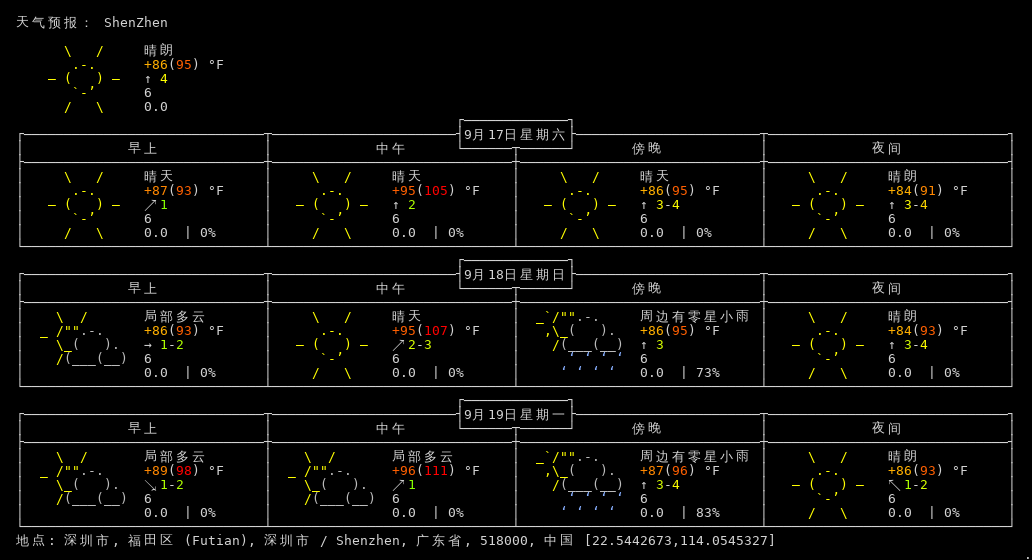 天气预报： ShenZhen
晴朗
+86(95) °F
↑ 4
6
0.0
9月17日星期六
早上 中午 傍晚 夜间
晴天 晴天 晴天 晴朗
+87(93) °F +95(105) °F +86(95) °F +84(91) °F
↗ 1 ↑ 2 ↑ 3-4 ↑ 3-4
6 6 6 6
0.0 | 0% 0.0 | 0% 0.0 | 0% 0.0 | 0%
9月18日星期日
早上 中午 傍晚 夜间
局部多云 晴天 周边有零星小雨 晴朗
+86(93) °F +95(107) °F +86(95) °F +84(93) °F
→ 1-2 ↗ 2-3 ↑ 3 ↑ 3-4
6 6 6 6
0.0 | 0% 0.0 | 0% 0.0 | 73% 0.0 | 0%
9月19日星期一
早上 中午 傍晚 夜间
局部多云 局部多云 周边有零星小雨 晴朗
+89(98) °F +96(111) °F +87(96) °F +86(93) °F
↘ 1-2 ↗ 1 ↑ 3-4 ↖ 1-2
6 6 6 6
0.0 | 0% 0.0 | 0% 0.0 | 83% 0.0 | 0%
地点: 深圳市, 福田区 (Futian), 深圳市 / Shenzhen, 广东省, 518000, 中国 [22.5442673,114.0545327]